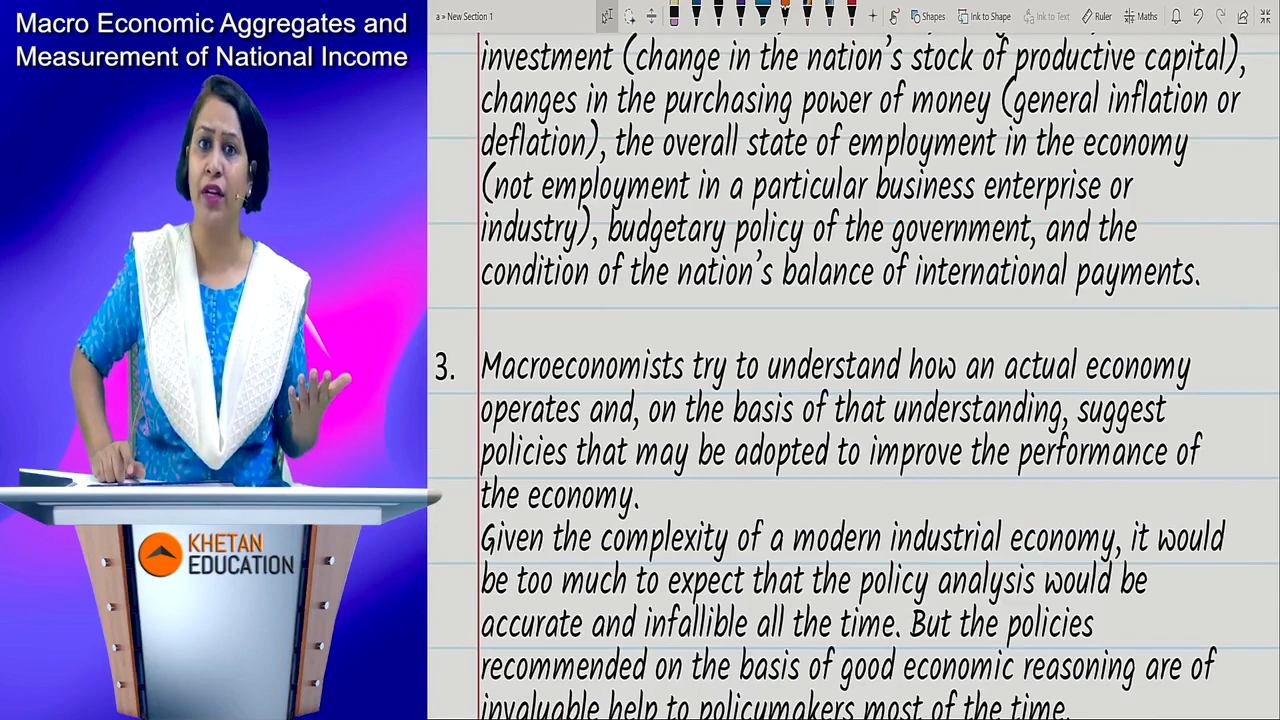 Macro Economic Aggregates and
Measurement of National Income
a » New Section 1
Shapes
Ink to Shape
Ink to Text
Ruler
Maths
investment (change in the nation's stock of productive capital),
changes in the purchasing power of money (general inflation or
deflation), the overall state of employment in the economy
(not employment in a particular business enterprise or
industry), budgetary policy of the government, and the
condition of the nation's balance of international payments.
3. Macroeconomists try to understand how an actual economy
operates and, on the basis of that understanding, suggest
policies that may be adopted to improve the performance of
the economy.
Given the complexity of a modern industrial economy, it would
be too much to expect that the policy analysis would be
accurate and infallible all the time. But the policies
recommended on the basis of good economic reasoning are of
invaluable help to policymakers most of the time.
KHETAN
EDUCATION